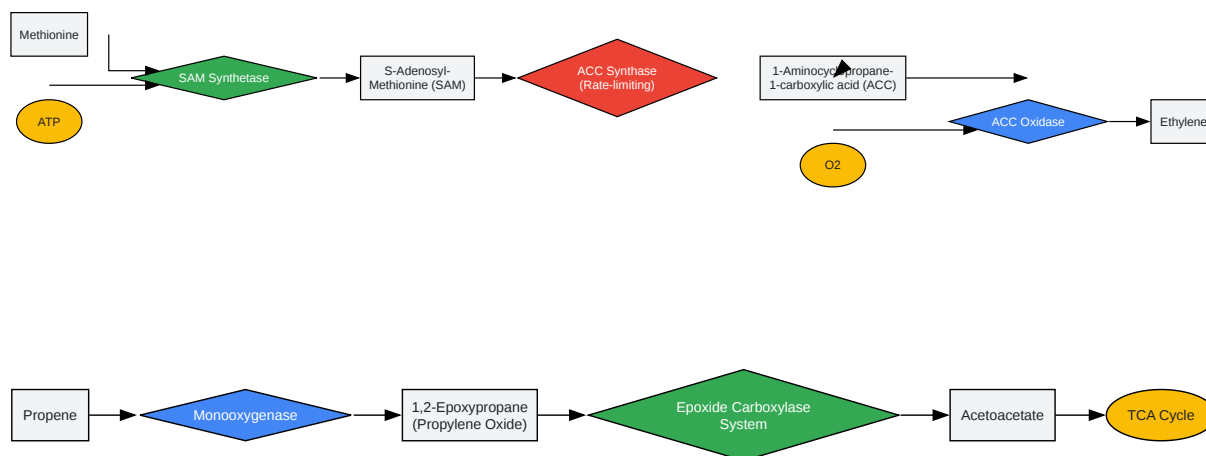 Methionine
ATP
SAM Synthetase
S-Adenosyl-
Methionine (SAM)
ACC Synthase
(Rate-limiting)
1-Aminocyclopropane-
1-carboxylic acid (ACC)
O2
ACC Oxidase
Ethylene
Propene
Monooxygenase
1,2-Epoxypropane
(Propylene Oxide)
Epoxide Carboxylase
System
Acetoacetate
TCA Cycle